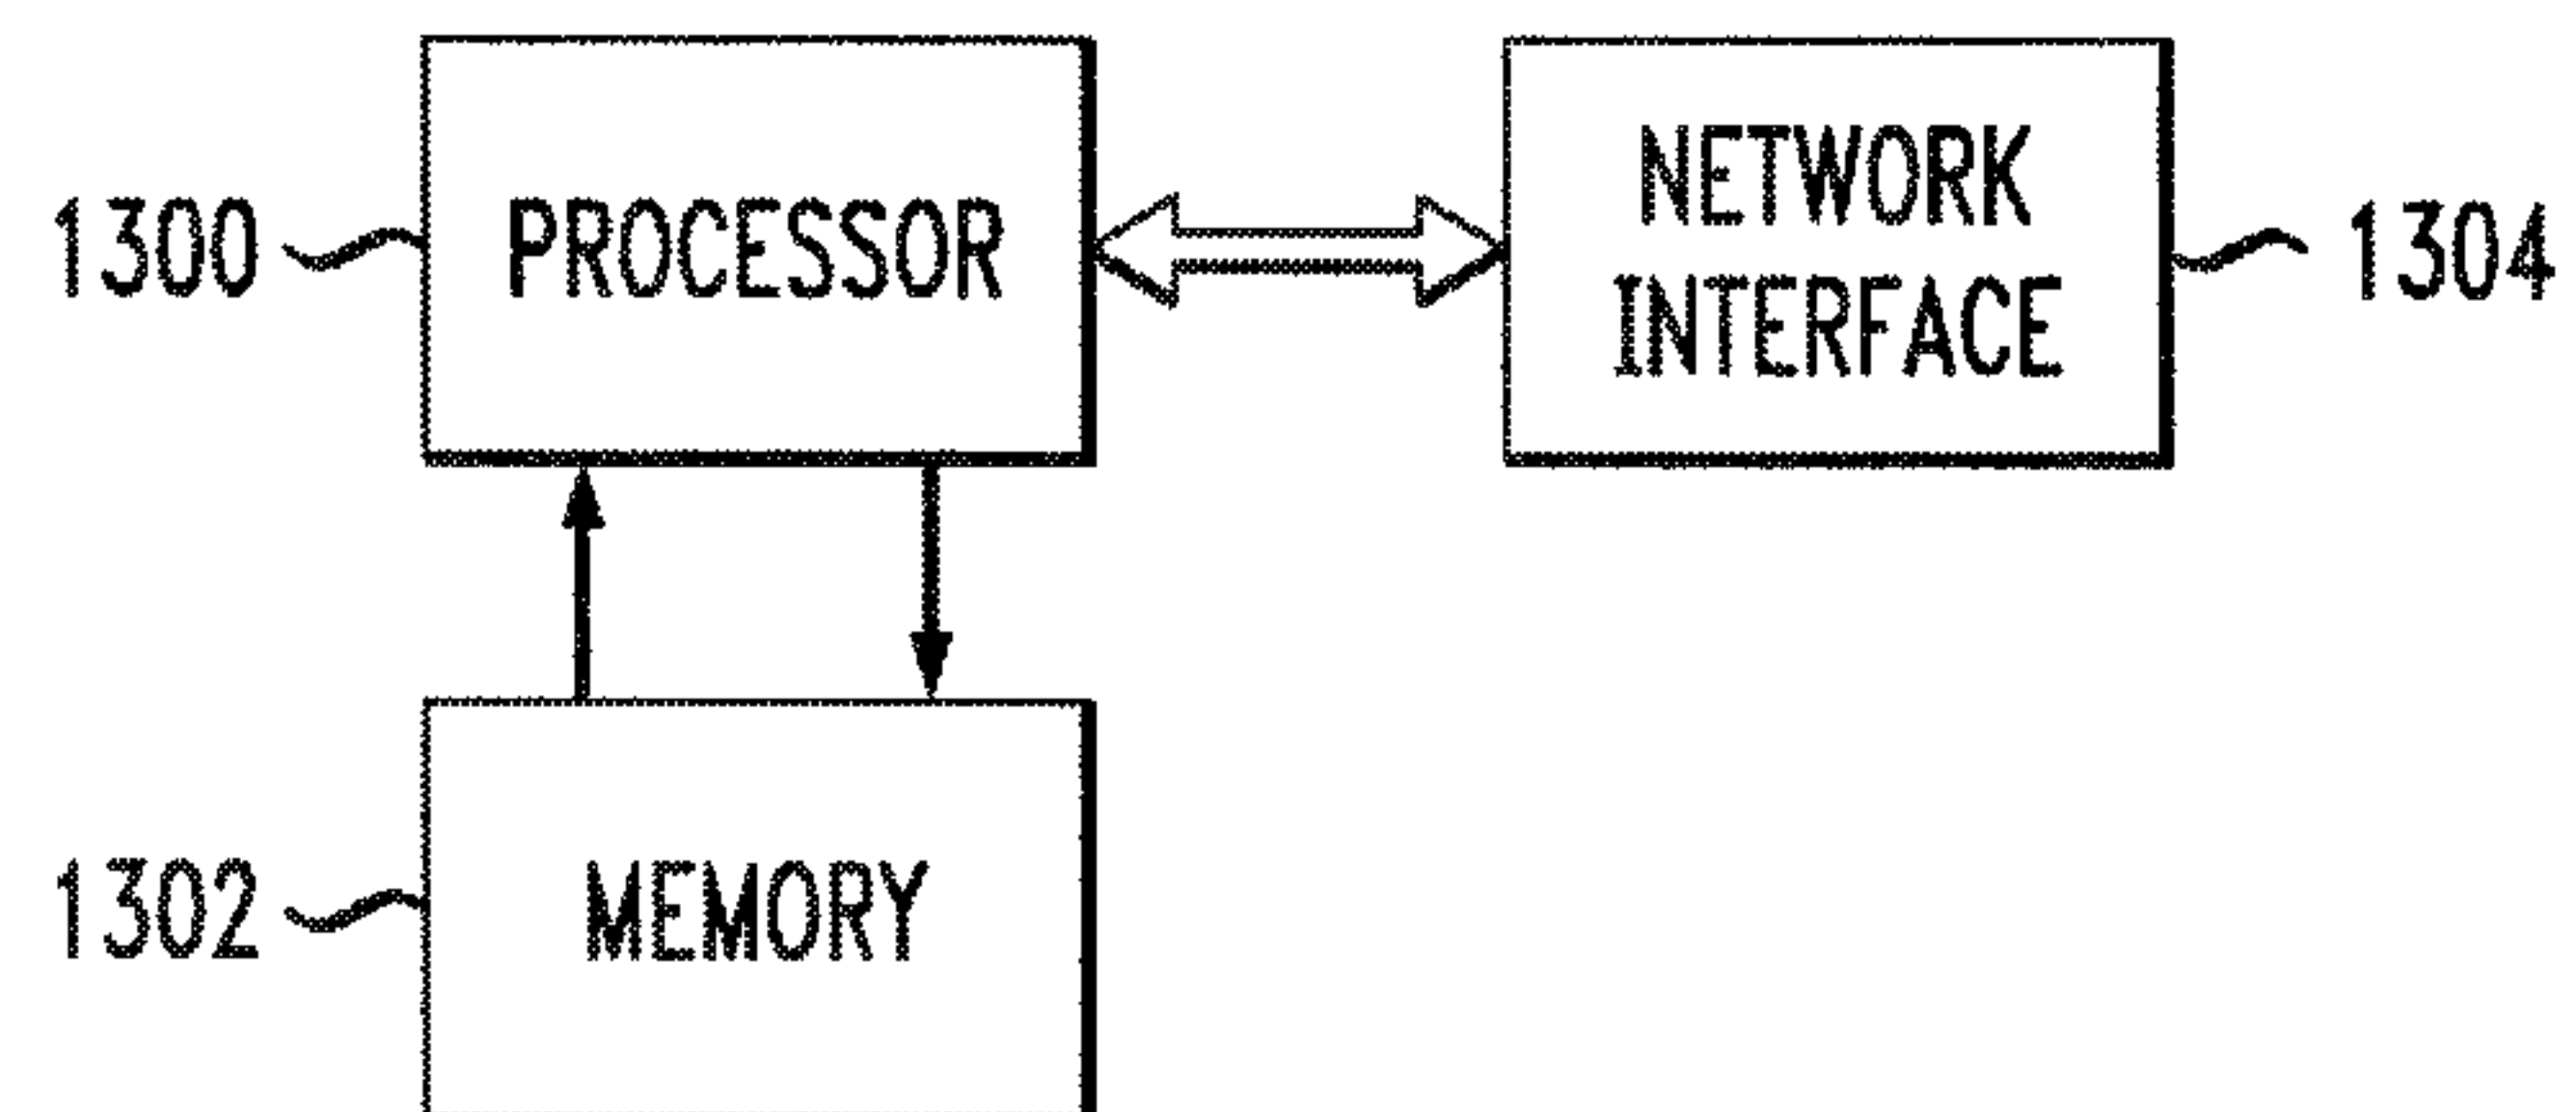 1300
PROCESSOR
NETWORK
INTERFACE
1304
1302
MEMORY